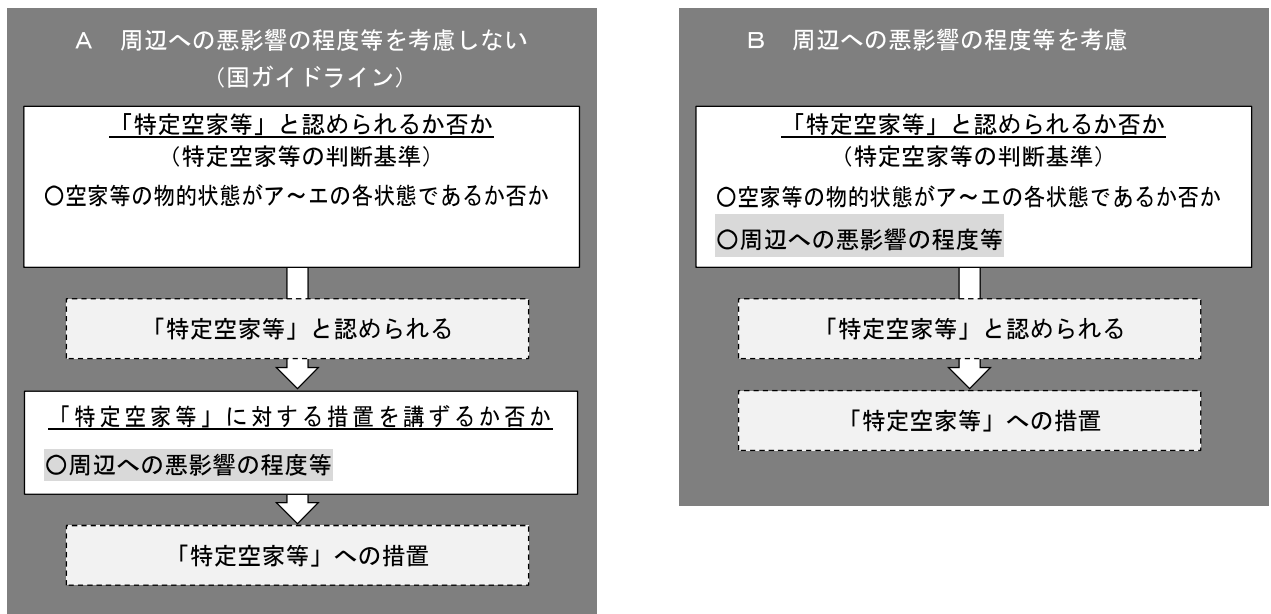 A 周辺への悪影響の程度等を考慮しない
（国ガイドライン）
「特定空家等」と認められるか否か
（特定空家等の判断基準）
○空家等の物的状態がア～エの各状態であるか否か
「特定空家等」と認められる
「特定空家等」に対する措置を講ずるか否か
○周辺への悪影響の程度等
「特定空家等」への措置
B 周辺への悪影響の程度等を考慮
「特定空家等」と認められるか否か
（特定空家等の判断基準）
○空家等の物的状態がア～エの各状態であるか否か
○周辺への悪影響の程度等
「特定空家等」と認められる
「特定空家等」への措置